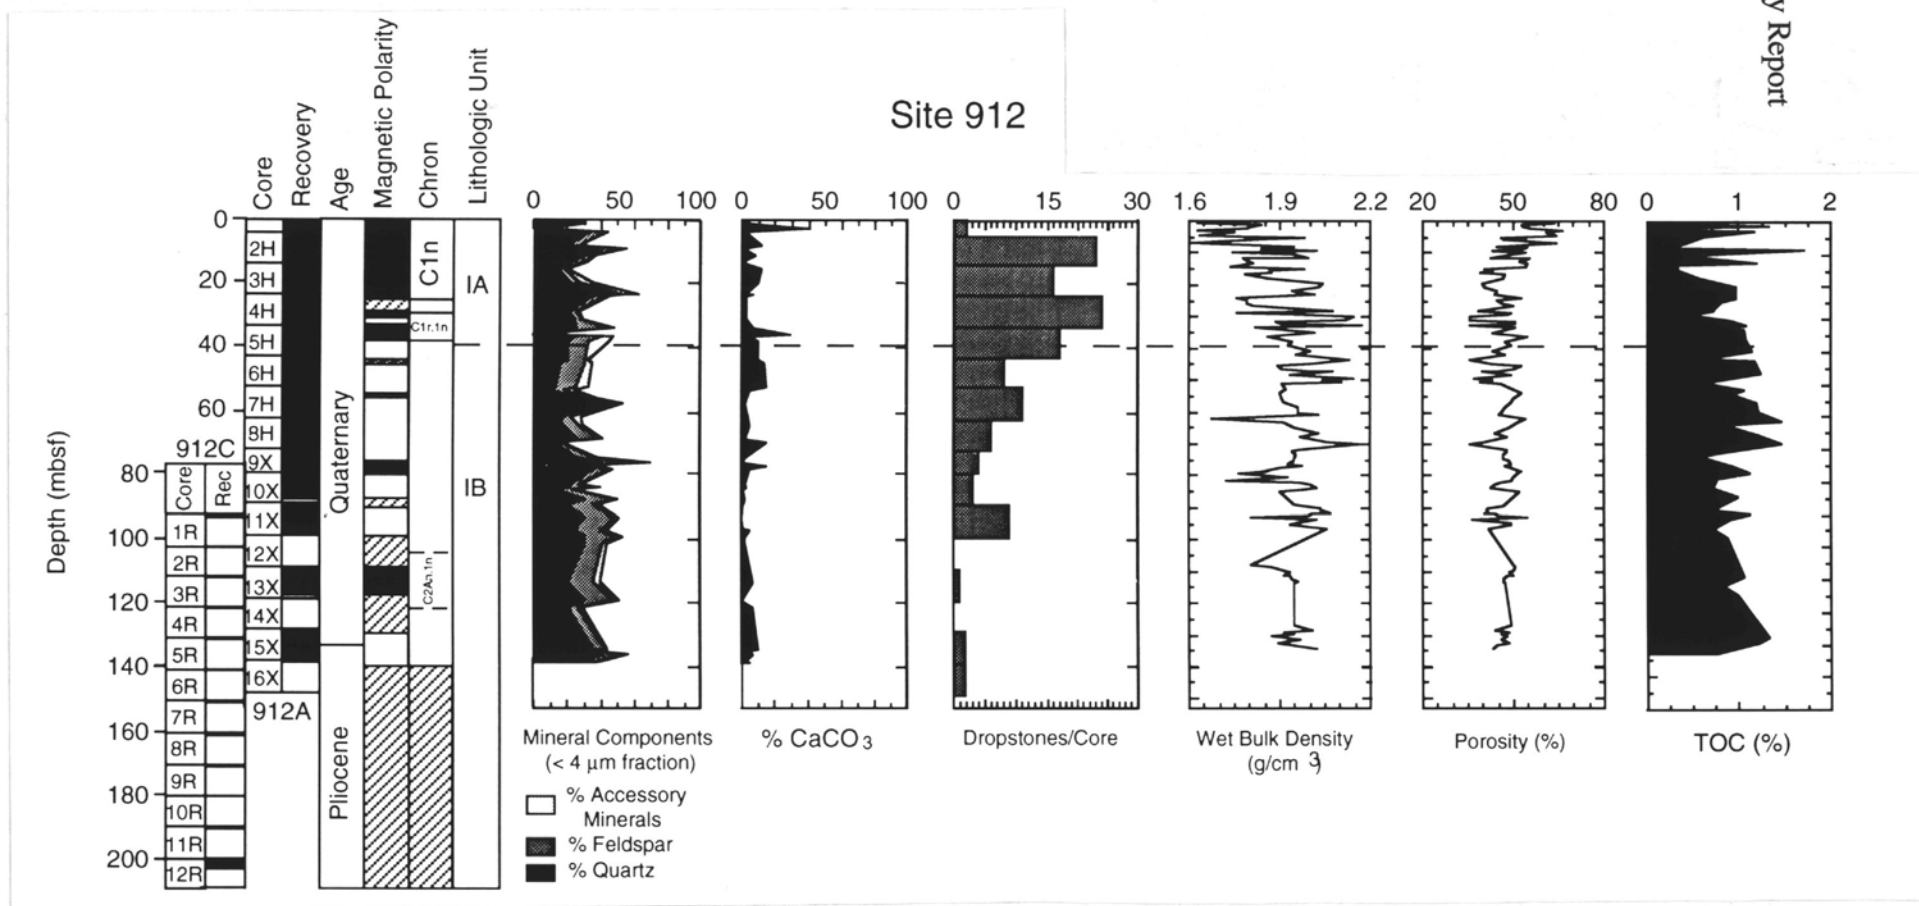 y Report
Site 912
Core
Recovery
Age
Magnetic Polarity
Chron
Lithologic Unit
0 50 100
0 50 100
0 15 30
1.6 1.9 2.2
20 50 80
0 1 2
Depth (mbsf)
0
20
40
60
80
100
120
140
160
180
200
912C
Core
Rec
1R
2R
3R
4R
5R
6R
7R
8R
9R
10R
11R
12R
2H
3H
4H
5H
6H
7H
8H
9X
10X
11X
12X
13X
14X
15X
16X
912A
Quaternary
Pliocene
C1n
C1r.1n
C2An.1n
IA
IB
Mineral Components
(< 4 μm fraction)
% Accessory
Minerals
% Feldspar
% Quartz
% CaCO3
Dropstones/Core
Wet Bulk Density
(g/cm 3)
Porosity (%)
TOC (%)